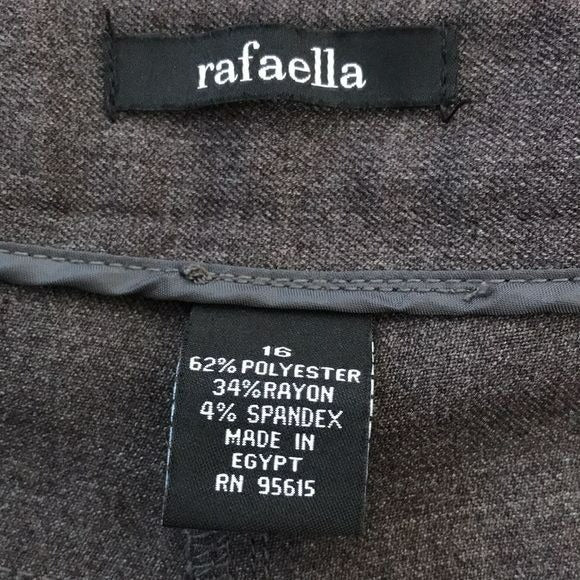 rafaella
16
62% POLYESTER
34%RAYON
4% SPANDEX
MADE IN
EGYPT
RN 95615